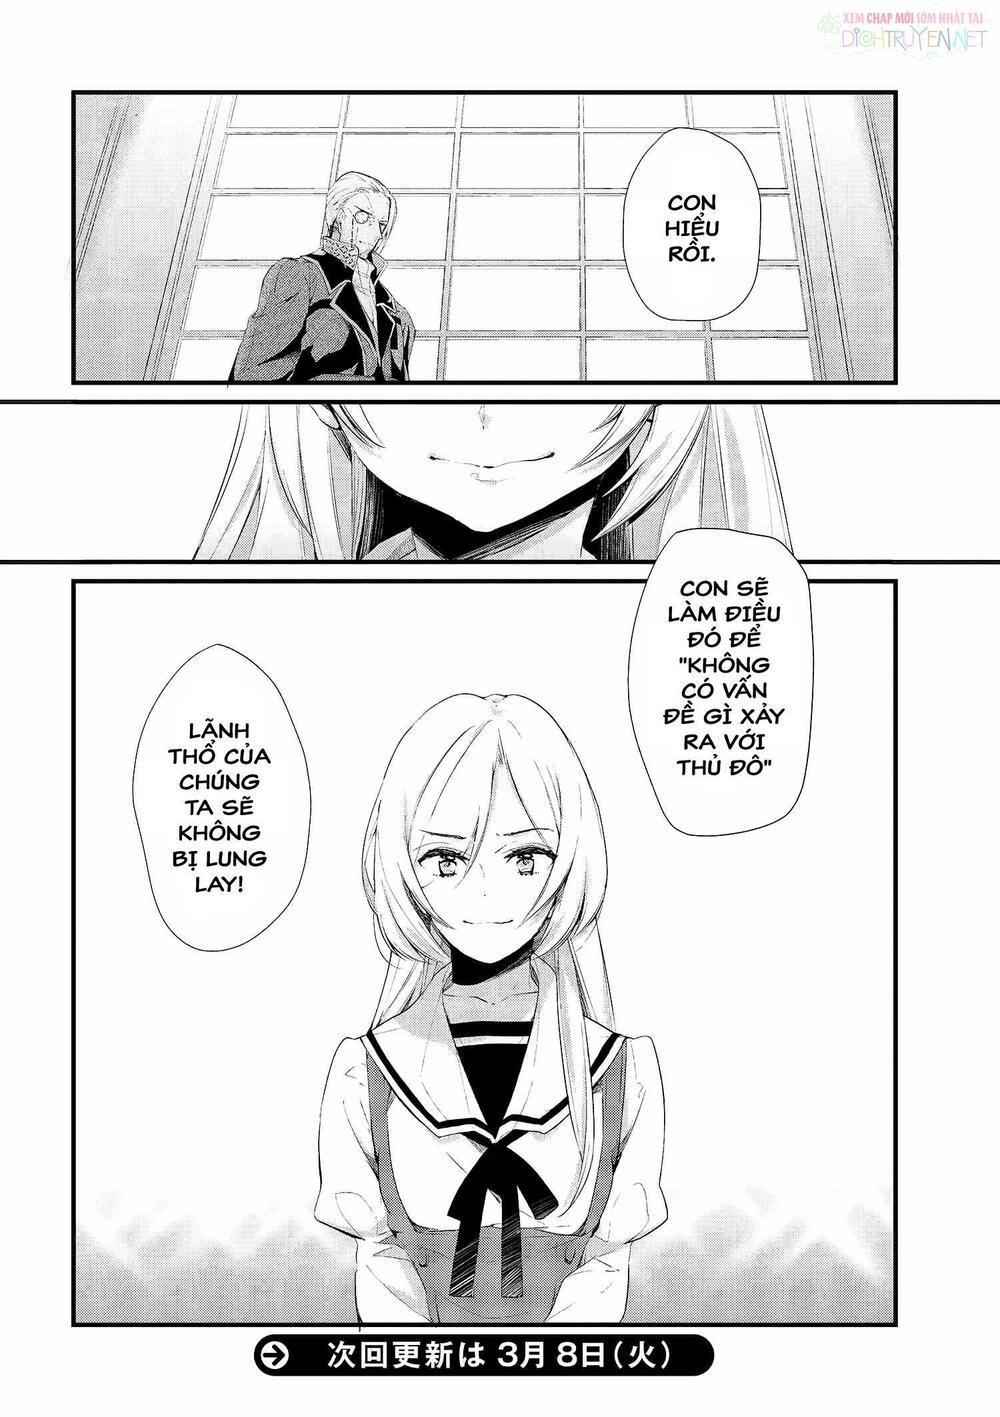 XEM CHAP MỚI SỚM NHẤT TẠI
DICHTRUYEN.NET
CON
HIỂU
RỒI.
CON SẼ
LÀM ĐIỀU
ĐÓ ĐỂ
"KHÔNG
CÓ VẤN
ĐỀ GÌ XẢY
RA VỚI
THỦ ĐÔ"
LÃNH
THỔ CỦA
CHÚNG
TA SẼ
KHÔNG
BỊ LUNG
LAY!
次回更新は 3月8日(火)